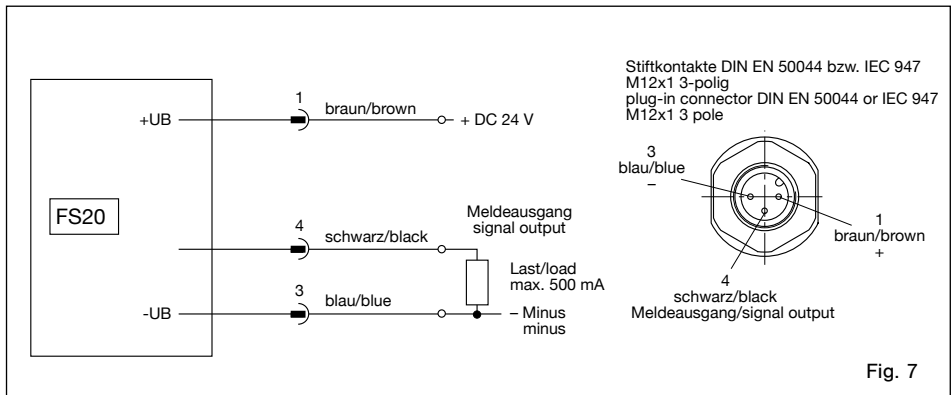 1
+UB
braun/brown
+ DC 24 V
FS20
4
schwarz/black
Meldeausgang
signal output
Last/load
max. 500 mA
3
-UB
blau/blue
– Minus
minus
Stiftkontakte DIN EN 50044 bzw. IEC 947
M12x1 3-polig
plug-in connector DIN EN 50044 or IEC 947
M12x1 3 pole
3
blau/blue
–
1
braun/brown
+
4
schwarz/black
Meldeausgang/signal output
Fig. 7